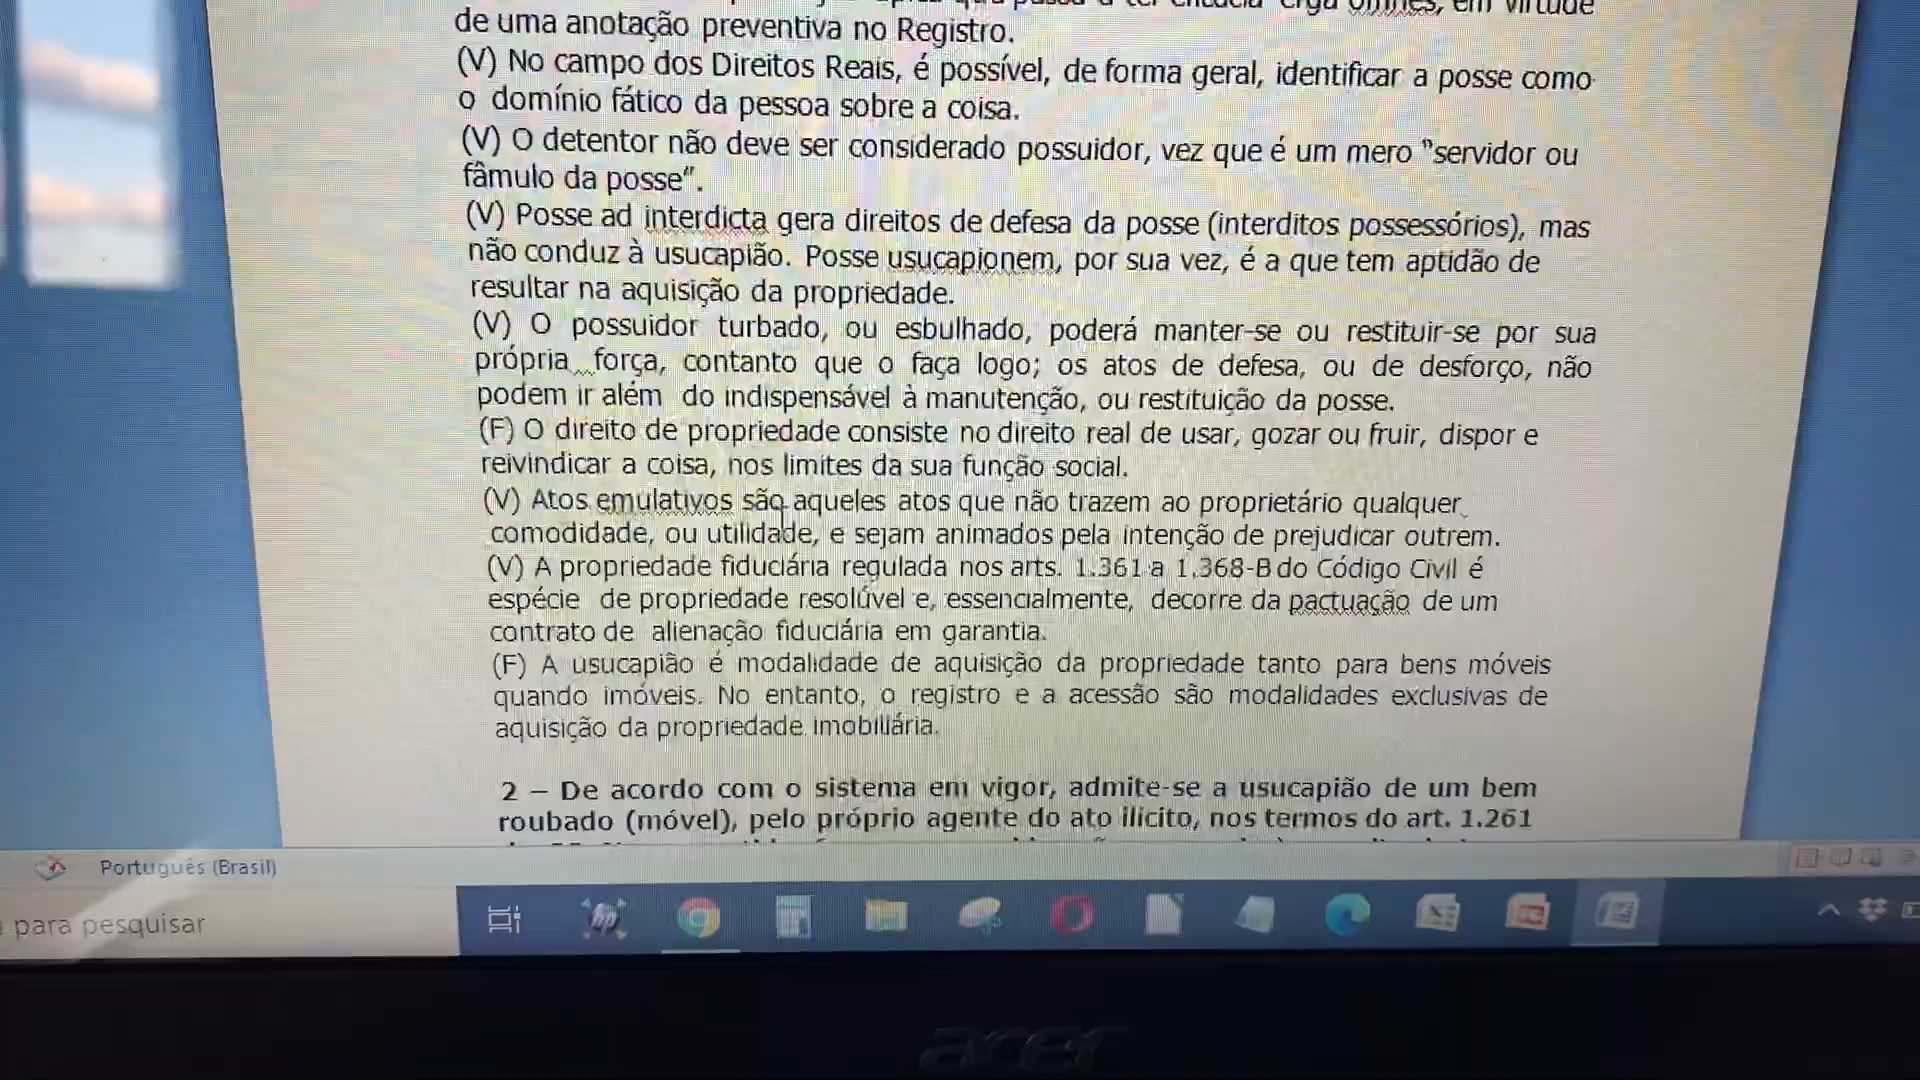 erga omnes, em virtude
de uma anotação preventiva no Registro.
(V) No campo dos Direitos Reais, é possível, de forma geral, identificar a posse como
o domínio fático da pessoa sobre a coisa.
(V) O detentor não deve ser considerado possuidor, vez que é um mero "servidor ou
fâmulo da posse".
(V) Posse ad interdicta gera direitos de defesa da posse (interditos possessórios), mas
não conduz à usucapião. Posse usucapionem, por sua vez, é a que tem aptidão de
resultar na aquisição da propriedade.
(V) O possuidor turbado, ou esbulhado, poderá manter-se ou restituir-se por sua
própria força, contanto que o faça logo; os atos de defesa, ou de desforço, não
podem ir além do indispensável à manutenção, ou restituição da posse.
(F) O direito de propriedade consiste no direito real de usar, gozar ou fruir, dispor e
reivindicar a coisa, nos limites da sua função social.
(V) Atos emulativos são aqueles atos que não trazem ao proprietário qualquer
comodidade, ou utilidade, e sejam animados pela intenção de prejudicar outrem.
(V) A propriedade fiduciária regulada nos arts. 1.361 a 1.368-B do Código Civil é
espécie de propriedade resolúvel e, essencialmente, decorre da pactuação de um
contrato de alienação fiduciária em garantia.
(F) A usucapião é modalidade de aquisição da propriedade tanto para bens móveis
quando imóveis. No entanto, o registro e a acessão são modalidades exclusivas de
aquisição da propriedade imobiliária.
2 – De acordo com o sistema em vigor, admite-se a usucapião de um bem
roubado (móvel), pelo próprio agente do ato ilícito, nos termos do art. 1.261
Português (Brasil)
para pesquisar
hp
acer